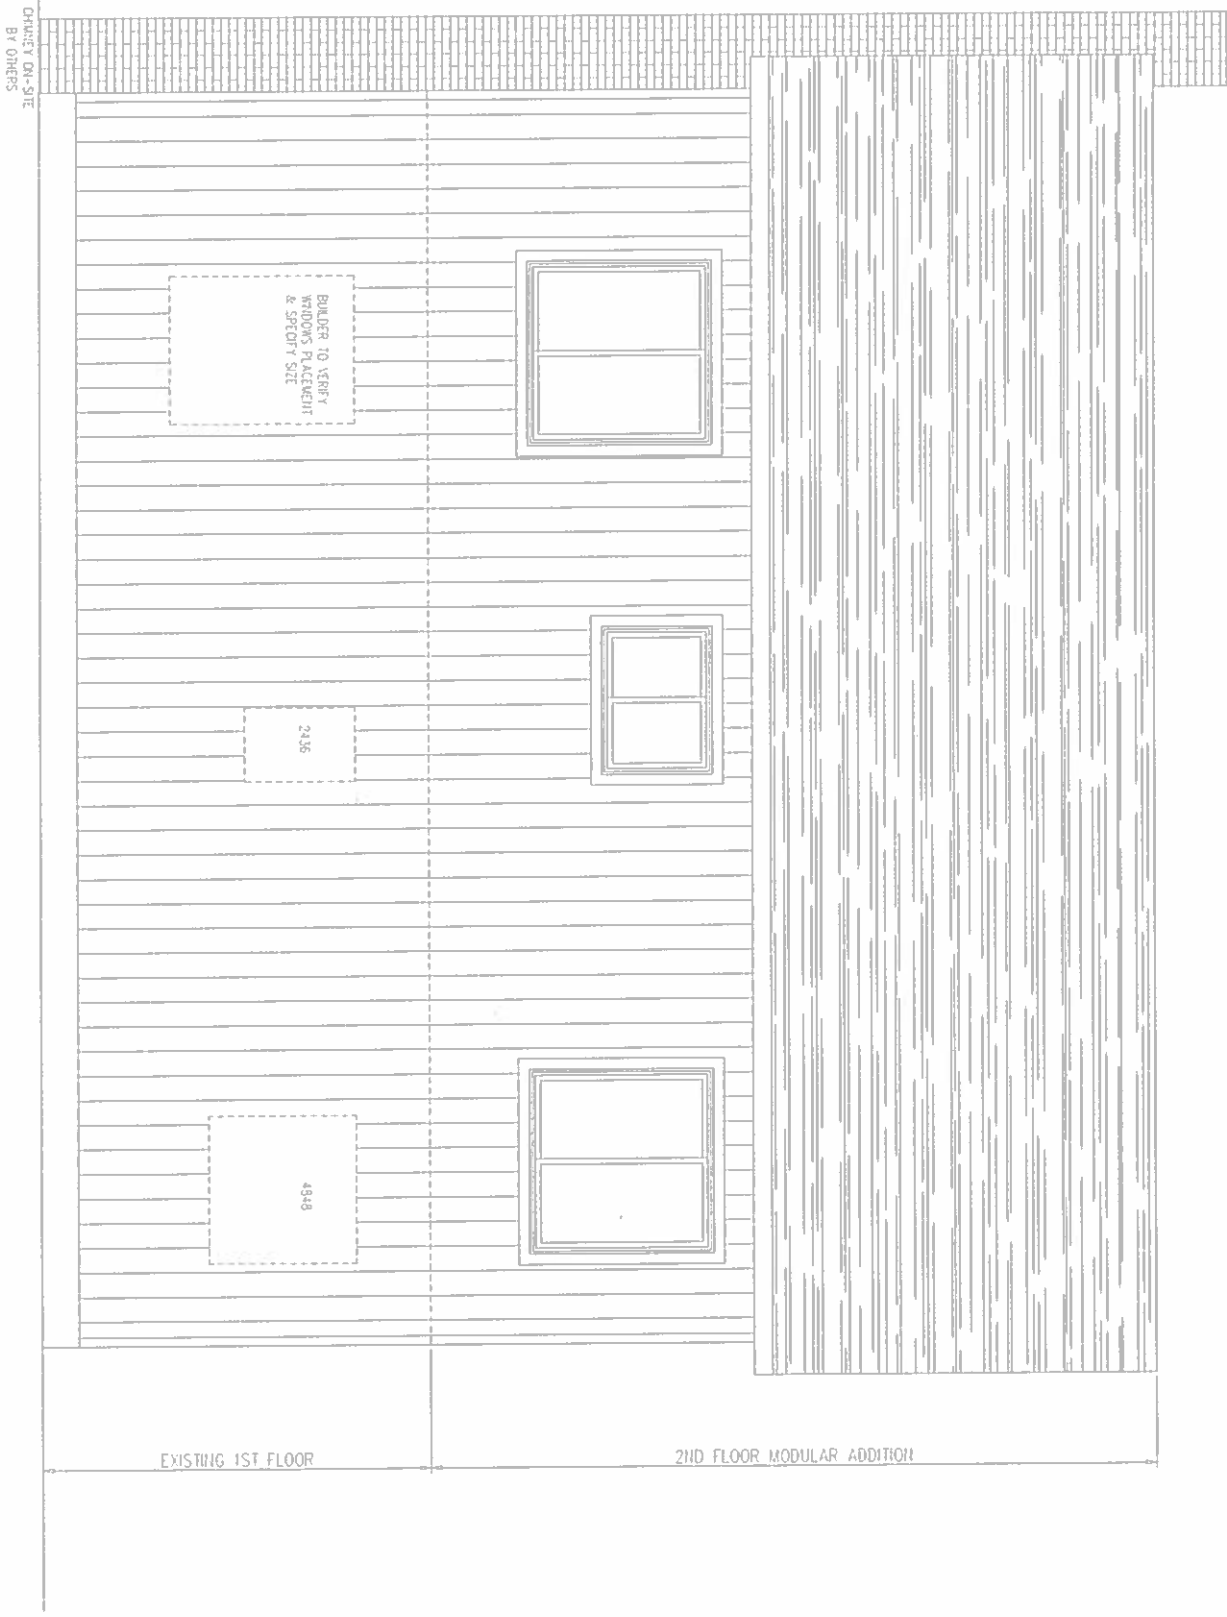 CHIMNEY ON-SITE
BY OTHERS
BUILDER TO VERIFY
WINDOWS PLACEMENT
& SPECIFY SIZE
2436
4848
EXISTING 1ST FLOOR
2ND FLOOR MODULAR ADDITION